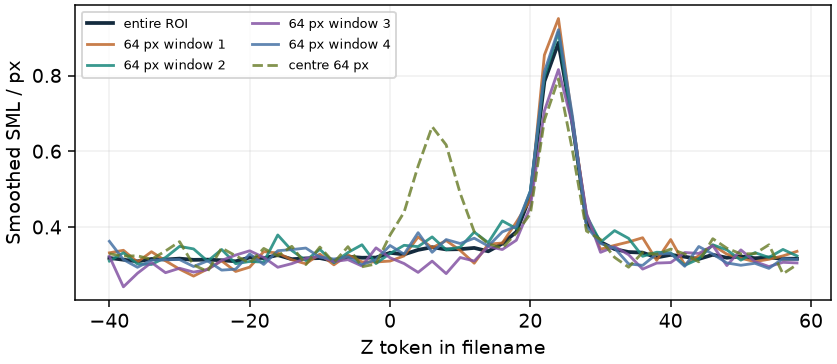 entire ROI
64 px window 1
64 px window 2
64 px window 3
64 px window 4
centre 64 px
Smoothed SML / px
0.8
0.6
0.4
−40
−20
0
20
40
60
Z token in filename